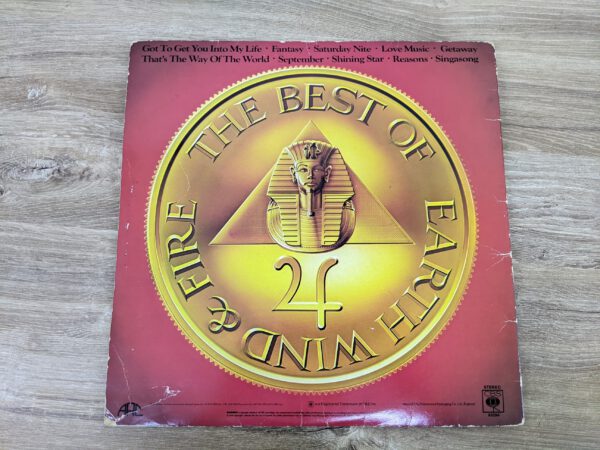 Got To Get You Into My Life · Fantasy · Saturday Nite · Love Music · Getaway
That's The Way Of The World · September · Shining Star · Reasons · Singasong
THE BEST OF
EARTH WIND & FIRE
STEREO
CBS